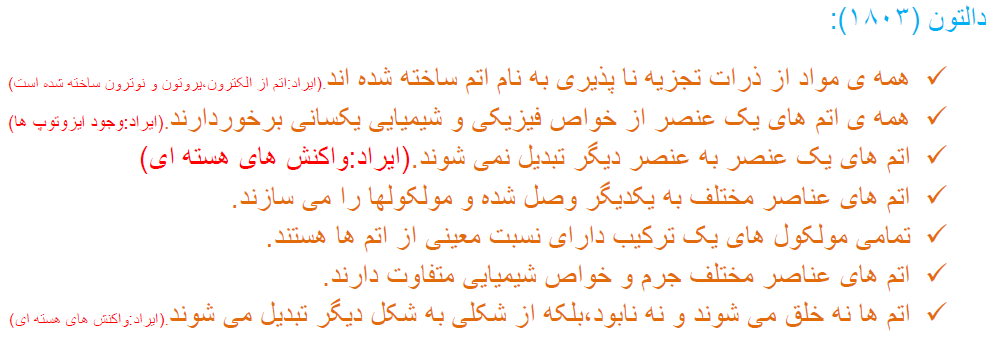 دالتون (۱۸۰۳):
✓ همه ی مواد از ذرات تجزیه نا پذیری به نام اتم ساخته شده اند.(ایراد:اتم از الکترون،پروتون و نوترون ساخته شده است)
✓ همه ی اتم های یک عنصر از خواص فیزیکی و شیمیایی یکسانی برخوردارند.(ایراد:وجود ایزوتوپ ها)
✓ اتم های یک عنصر به عنصر دیگر تبدیل نمی شوند.(ایراد:واکنش های هسته ای)
✓ اتم های عناصر مختلف به یکدیگر وصل شده و مولکولها را می سازند.
✓ تمامی مولکول های یک ترکیب دارای نسبت معینی از اتم ها هستند.
✓ اتم های عناصر مختلف جرم و خواص شیمیایی متفاوت دارند.
✓ اتم ها نه خلق می شوند و نه نابود،بلکه از شکلی به شکل دیگر تبدیل می شوند.(ایراد:واکنش های هسته ای)